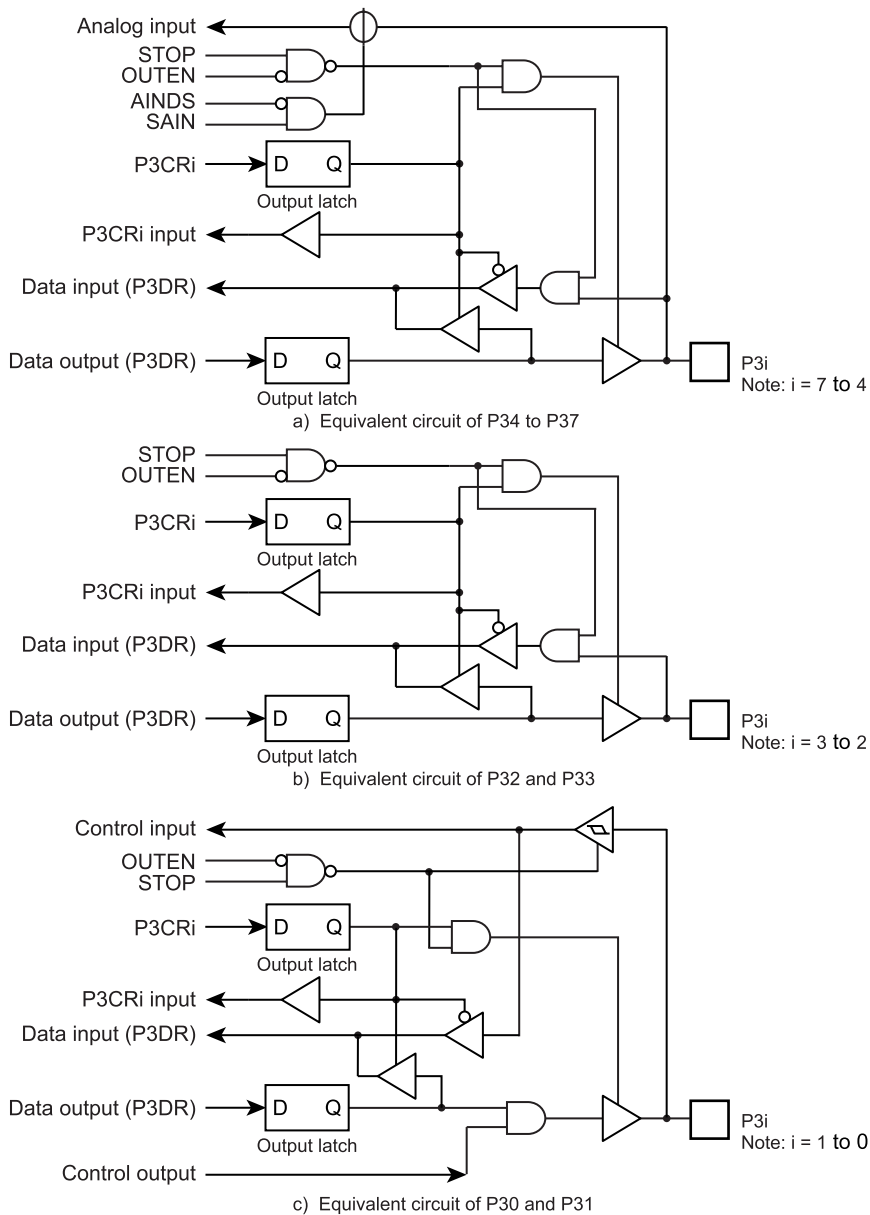 Analog input
STOP
OUTEN
AINDS
SAIN
P3CRi
D Q
Output latch
P3CRi input
Data input (P3DR)
Data output (P3DR)
D Q
Output latch
P3i
Note: i = 7 to 4
a) Equivalent circuit of P34 to P37
STOP
OUTEN
P3CRi
D Q
Output latch
P3CRi input
Data input (P3DR)
Data output (P3DR)
D Q
Output latch
P3i
Note: i = 3 to 2
b) Equivalent circuit of P32 and P33
Control input
OUTEN
STOP
P3CRi
D Q
Output latch
P3CRi input
Data input (P3DR)
Data output (P3DR)
D Q
Output latch
P3i
Note: i = 1 to 0
Control output
c) Equivalent circuit of P30 and P31